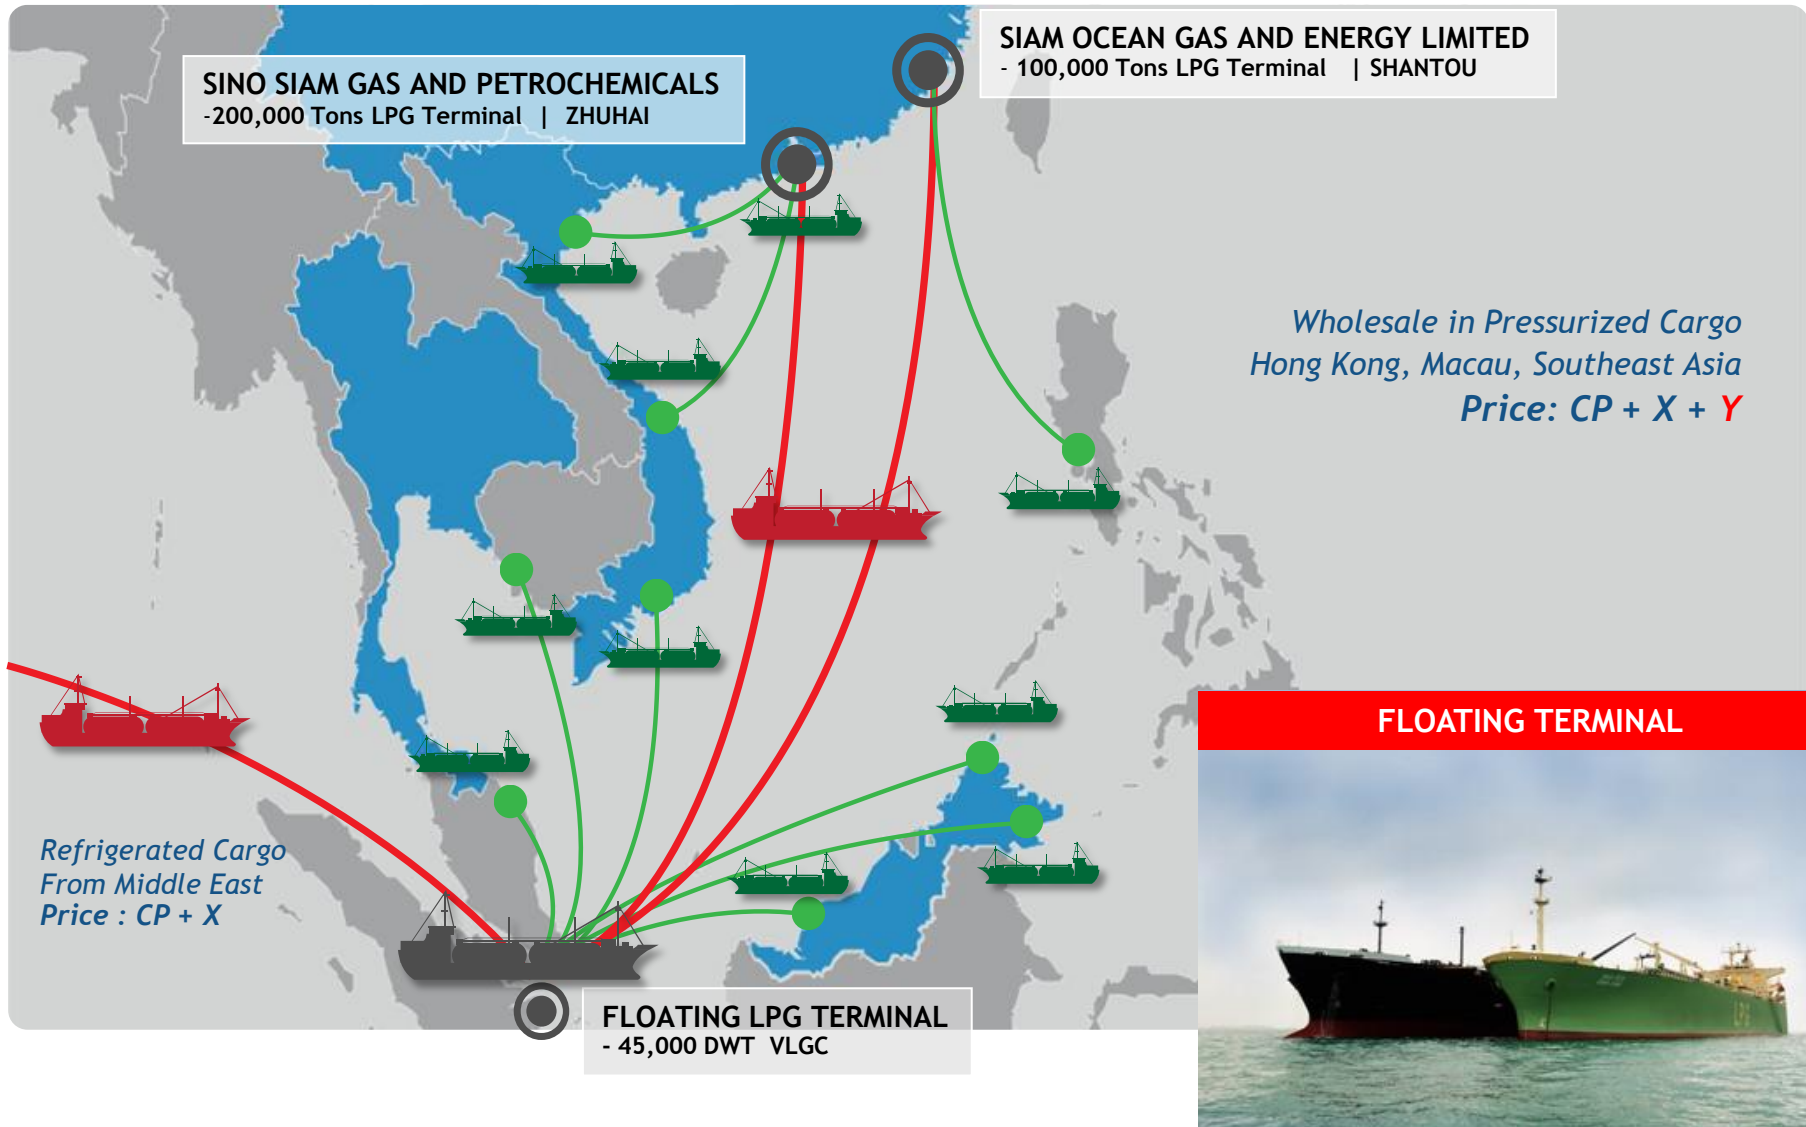 SIAM OCEAN GAS AND ENERGY LIMITED
- 100,000 Tons LPG Terminal | SHANTOU
SINO SIAM GAS AND PETROCHEMICALS
-200,000 Tons LPG Terminal | ZHUHAI
Wholesale in Pressurized Cargo
Hong Kong, Macau, Southeast Asia
Price: CP + X + Y
FLOATING TERMINAL
Refrigerated Cargo
From Middle East
Price : CP + X
LPG
FLOATING LPG TERMINAL
- 45,000 DWT VLGC